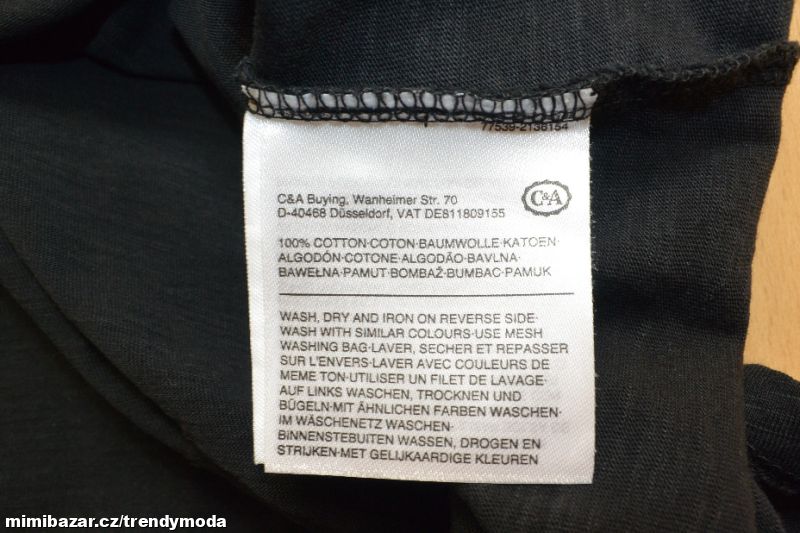 77539-2136154
C&A Buying, Wanheimer Str. 70
D-40468 Düsseldorf, VAT DE811809155
C&A
100% COTTON·COTON·BAUMWOLLE·KATOEN·
ALGODÓN·COTONE·ALGODÃO·BAVLNA·
BAWEŁNA·PAMUT·BOMBAŽ·BUMBAC·PAMUK
WASH, DRY AND IRON ON REVERSE SIDE·
WASH WITH SIMILAR COLOURS·USE MESH
WASHING BAG·LAVER, SECHER ET REPASSER
SUR L'ENVERS·LAVER AVEC COULEURS DE
MEME TON·UTILISER UN FILET DE LAVAGE·
AUF LINKS WASCHEN, TROCKNEN UND
BÜGELN·MIT ÄHNLICHEN FARBEN WASCHEN·
IM WÄSCHENETZ WASCHEN·
BINNENSTEBUITEN WASSEN, DROGEN EN
STRIJKEN·MET GELIJKAARDIGE KLEUREN
mimibazar.cz/trendymoda